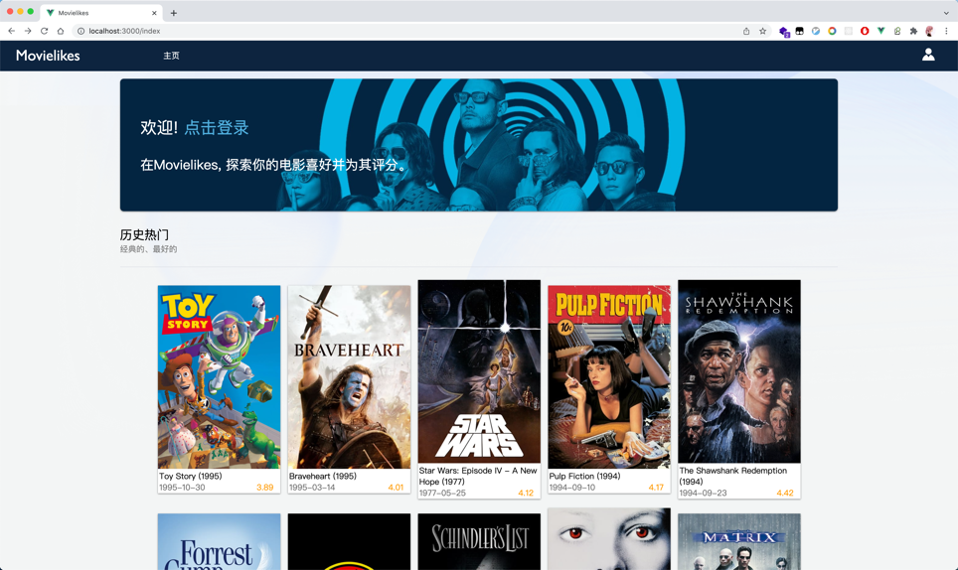 Movielikes
localhost:3000/index
Movielikes
主页
欢迎! 点击登录
在Movielikes, 探索你的电影喜好并为其评分。
历史热门
经典的、最好的
TOY
STORY
BRAVEHEART
STAR
WARS
PULP FICTION
10¢
THE
SHAWSHANK
REDEMPTION
Toy Story (1995)
1995-10-30 3.89
Braveheart (1995)
1995-03-14 4.01
Star Wars: Episode IV - A New
Hope (1977)
1977-05-25 4.12
Pulp Fiction (1994)
1994-09-10 4.17
The Shawshank Redemption
(1994)
1994-09-23 4.42
Forrest
Gump
SCHINDLER'S LIST
MATRIX